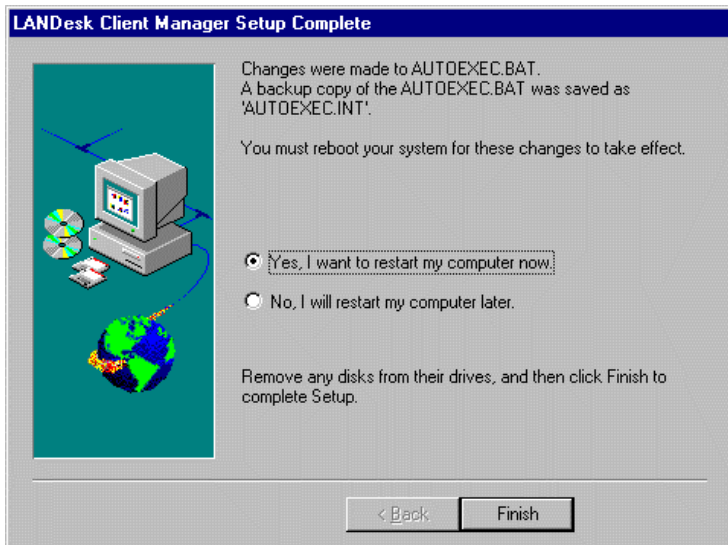 LANDesk Client Manager Setup Complete
Changes were made to AUTOEXEC.BAT.
A backup copy of the AUTOEXEC.BAT was saved as
'AUTOEXEC.INT'.
You must reboot your system for these changes to take effect.
Yes, I want to restart my computer now.
No, I will restart my computer later.
Remove any disks from their drives, and then click Finish to
complete Setup.
< Back
Finish